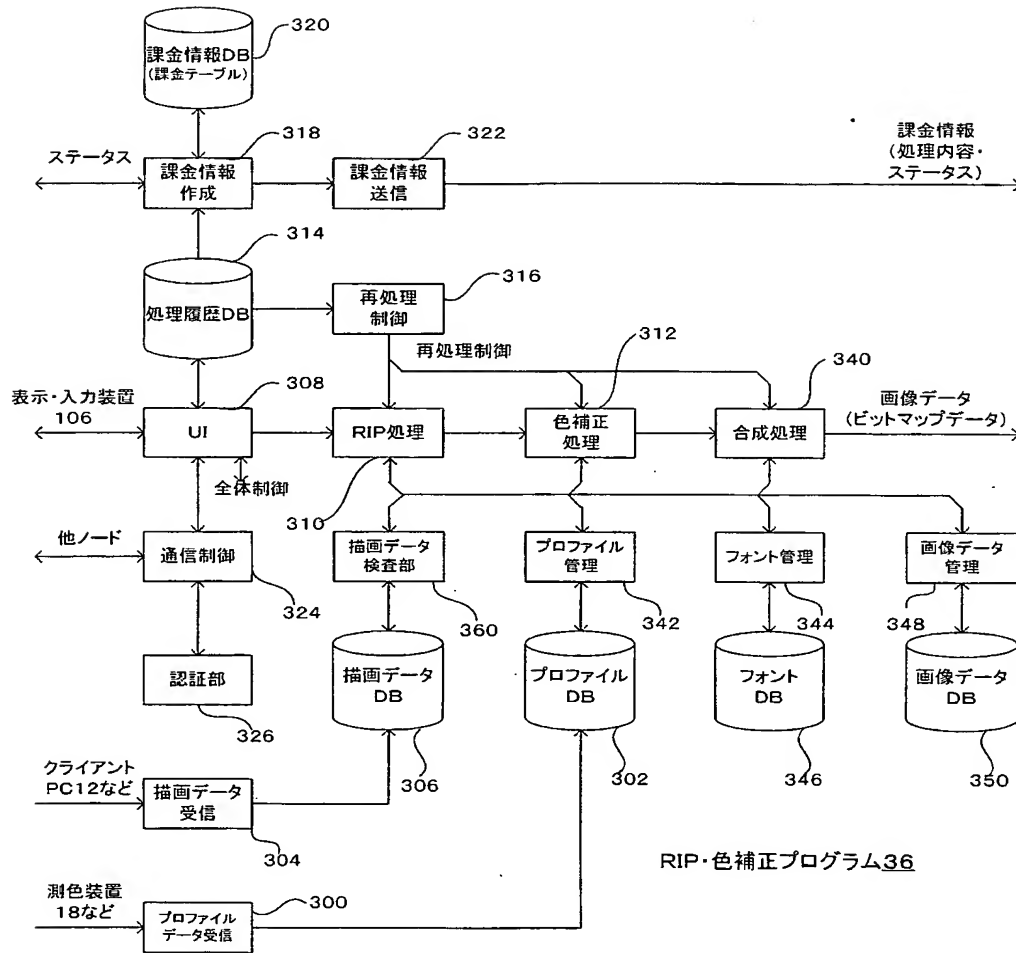 320
課金情報DB
(課金テーブル)
318
322
課金情報
(処理内容・
ステータス)
ステータス
課金情報
作成
課金情報
送信
314
316
処理履歴DB
再処理
制御
312
再処理制御
340
308
表示・入力装置
106
UI
RIP処理
色補正
処理
合成処理
画像データ
(ビットマップデータ)
全体制御
310
他ノード
通信制御
描画データ
検査部
プロファイル
管理
フォント管理
画像データ
管理
324
360
342
344
348
認証部
描画データ
DB
プロファイル
DB
フォント
DB
画像データ
DB
326
306
302
346
350
クライアント
PC12など
描画データ
受信
304
RIP・色補正プログラム36
測色装置
18など
300
プロファイル
データ受信